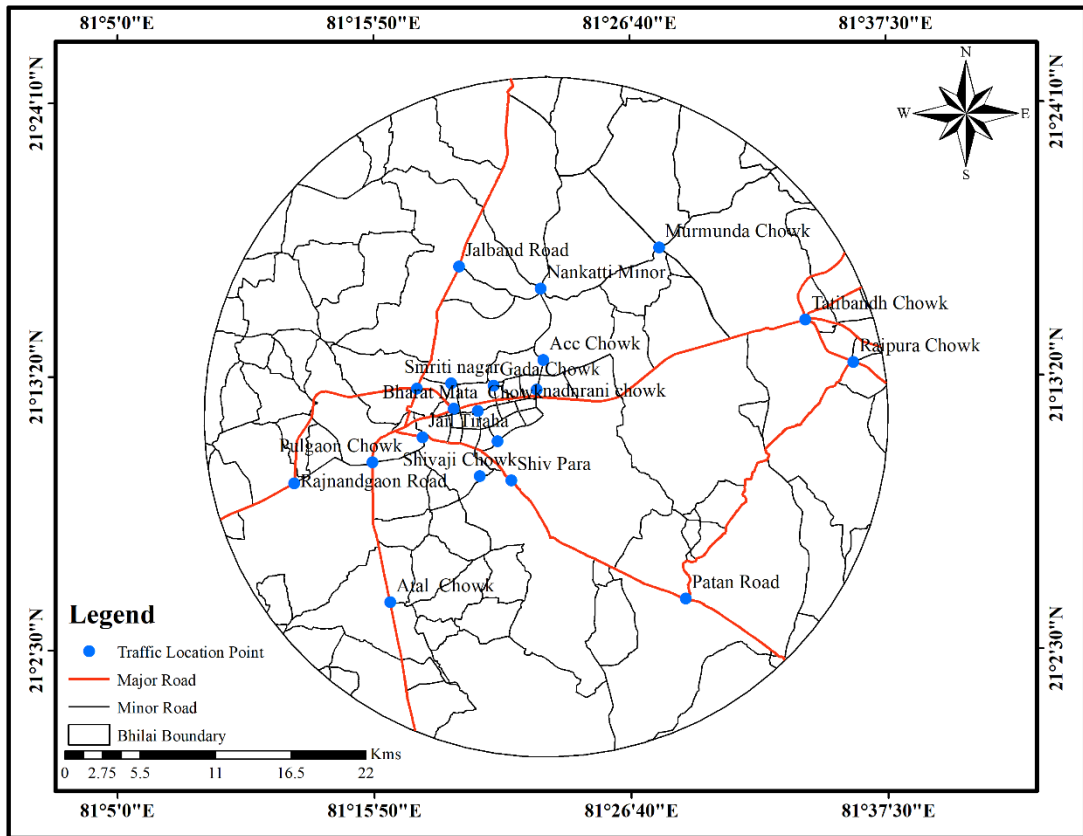 81°5'0"E 81°15'50"E 81°26'40"E 81°37'30"E
21°24'10"N 21°24'10"N
N
W E
S
Murmunda Chowk
Jalband Road
Nankatti Minor
Tatibandh Chowk
Acc Chowk
Raipura Chowk
Smriti nagar Gada Chowk
21°13'20"N 21°13'20"N
Bharat Mata Chowk
Jail Tiraha
Pulgaon Chowk
Shivaji Chowk Shiv Para
Rajnandgaon Road
Patan Road
Atal Chowk
Legend
Traffic Location Point
21°2'30"N 21°2'30"N
Major Road
Minor Road
Bhilai Boundary
Kms
0 2.75 5.5 11 16.5 22
81°5'0"E 81°15'50"E 81°26'40"E 81°37'30"E